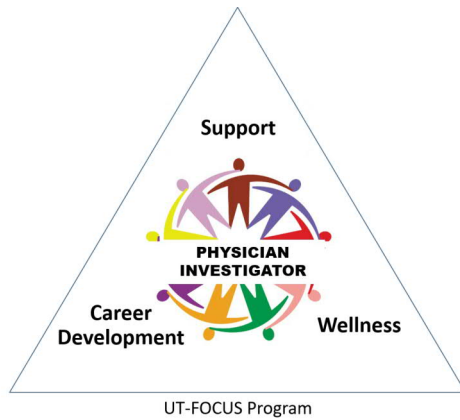 Support
PHYSICIAN
INVESTIGATOR
Career
Development
Wellness
UT-FOCUS Program